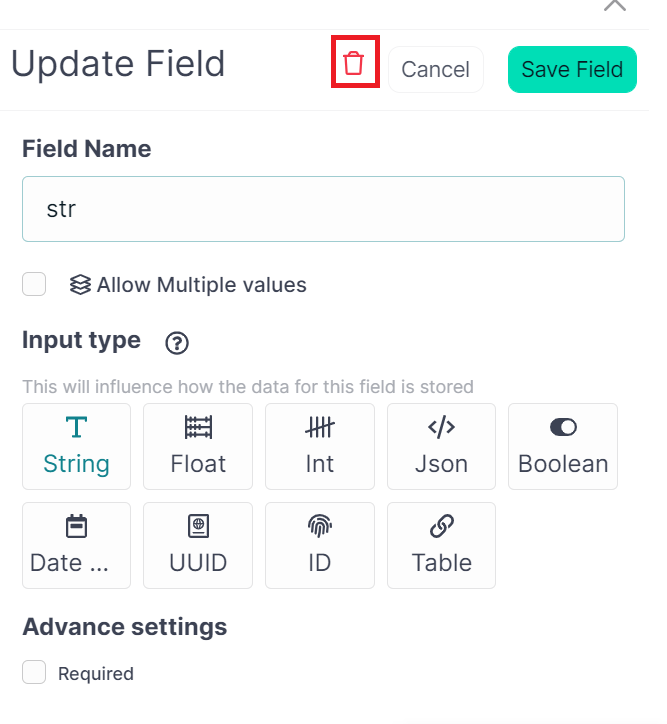 Update Field
Cancel
Save Field
Field Name
str
Allow Multiple values
Input type
This will influence how the data for this field is stored
String
Float
Int
Json
Boolean
Date ...
UUID
ID
Table
Advance settings
Required